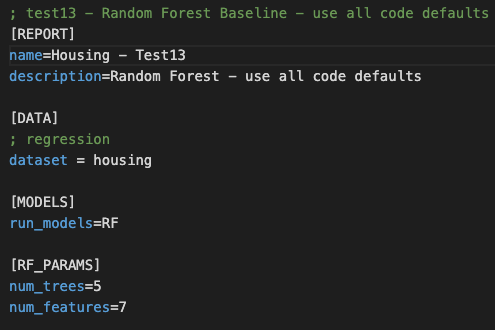 ; test13 - Random Forest Baseline - use all code defaults
[REPORT]
name=Housing - Test13
description=Random Forest - use all code defaults
[DATA]
; regression
dataset = housing
[MODELS]
run_models=RF
[RF_PARAMS]
num_trees=5
num_features=7